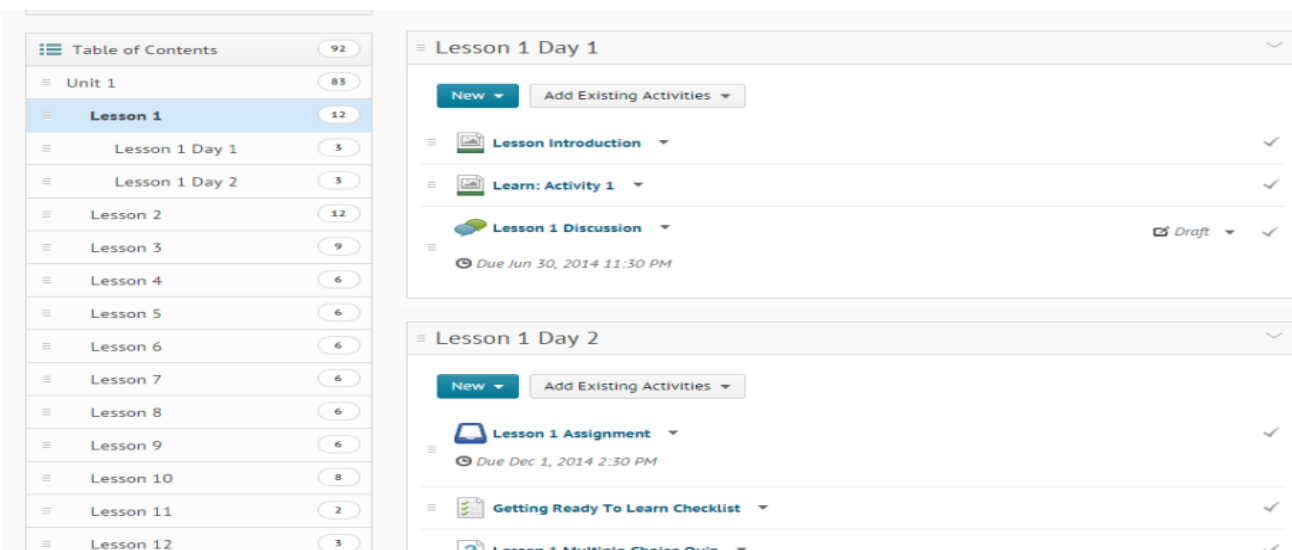 Table of Contents 92
Unit 1 83
Lesson 1 12
Lesson 1 Day 1 3
Lesson 1 Day 2 3
Lesson 2 12
Lesson 3 9
Lesson 4 6
Lesson 5 6
Lesson 6 6
Lesson 7 6
Lesson 8 6
Lesson 9 6
Lesson 10 8
Lesson 11 2
Lesson 12 3
Lesson 1 Day 1
New Add Existing Activities
Lesson Introduction
Learn: Activity 1
Lesson 1 Discussion Draft
Due Jun 30, 2014 11:30 PM
Lesson 1 Day 2
New Add Existing Activities
Lesson 1 Assignment
Due Dec 1, 2014 2:30 PM
Getting Ready To Learn Checklist
Lesson 1 Multiple Choice Quiz